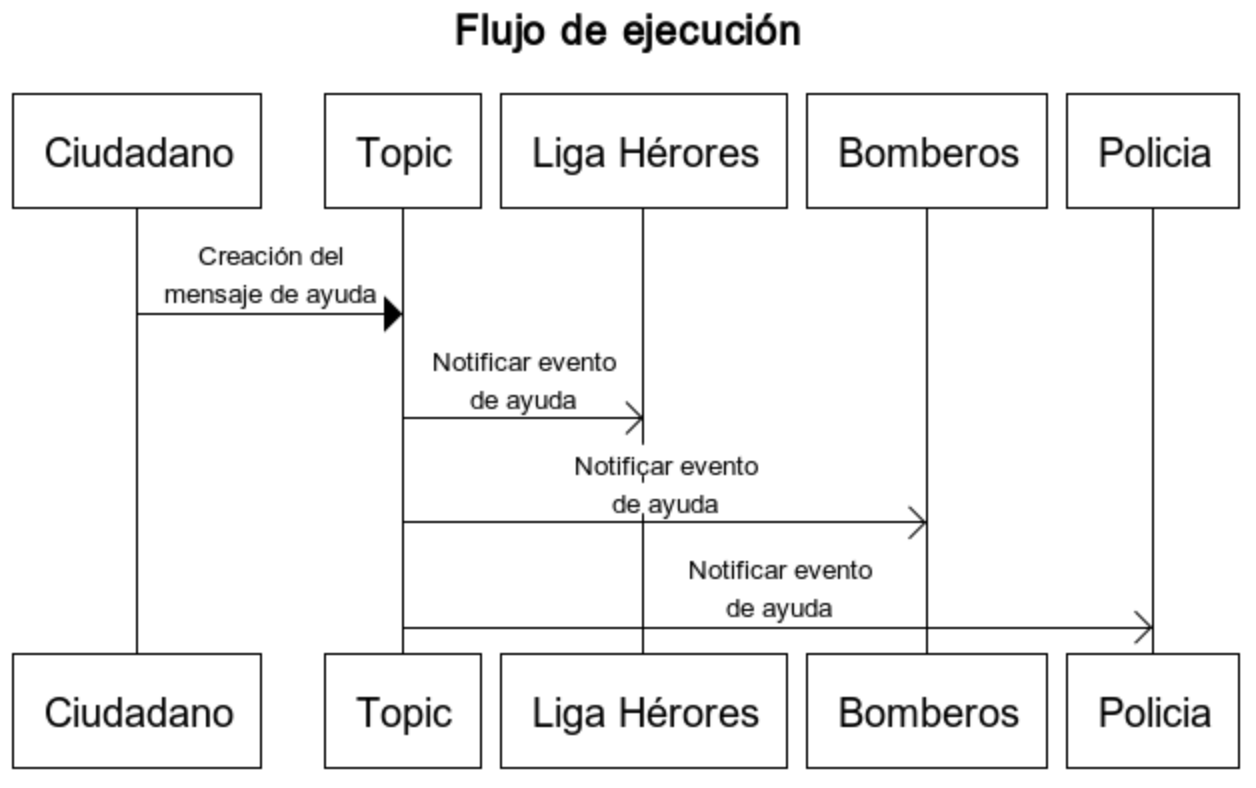 Flujo de ejecución
Ciudadano
Topic
Liga Hérores
Bomberos
Policia
Creación del
mensaje de ayuda
Notificar evento
de ayuda
Notificar evento
de ayuda
Notificar evento
de ayuda
Ciudadano
Topic
Liga Hérores
Bomberos
Policia